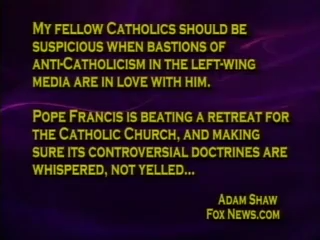 My fellow Catholics should be
suspicious when bastions of
anti-Catholicism in the left-wing
media are in love with him.
Pope Francis is beating a retreat for
the Catholic Church, and making
sure its controversial doctrines are
whispered, not yelled...
Adam Shaw
Fox News.com